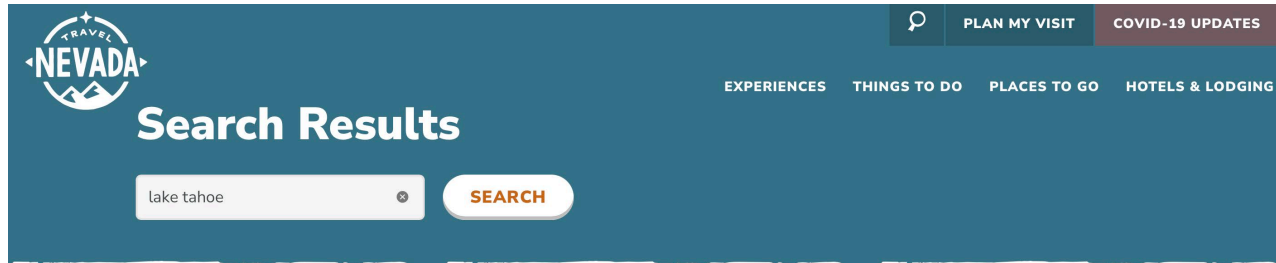 TRAVEL
NEVADA
PLAN MY VISIT
COVID-19 UPDATES
EXPERIENCES
THINGS TO DO
PLACES TO GO
HOTELS & LODGING
Search Results
lake tahoe
SEARCH